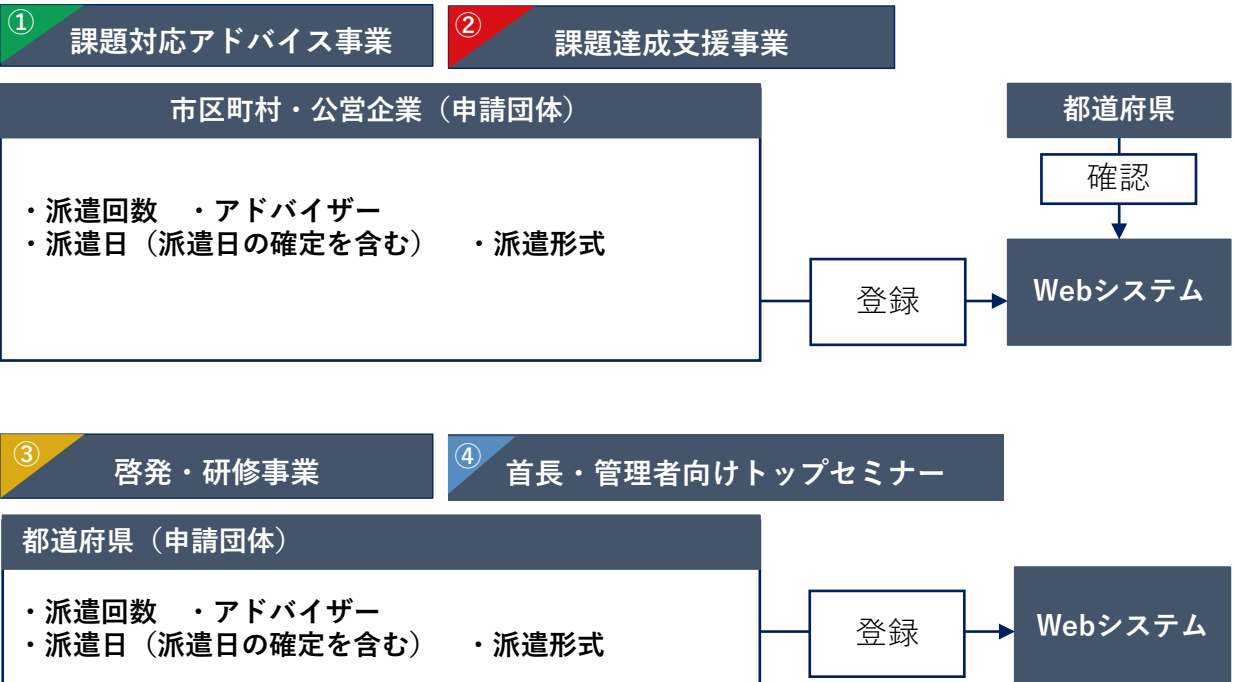 ①
課題対応アドバイス事業
②
課題達成支援事業
市区町村・公営企業（申請団体）
・派遣回数　・アドバイザー
・派遣日（派遣日の確定を含む）　・派遣形式
登録
都道府県
確認
Webシステム
③
啓発・研修事業
④
首長・管理者向けトップセミナー
都道府県（申請団体）
・派遣回数　・アドバイザー
・派遣日（派遣日の確定を含む）　・派遣形式
登録
Webシステム